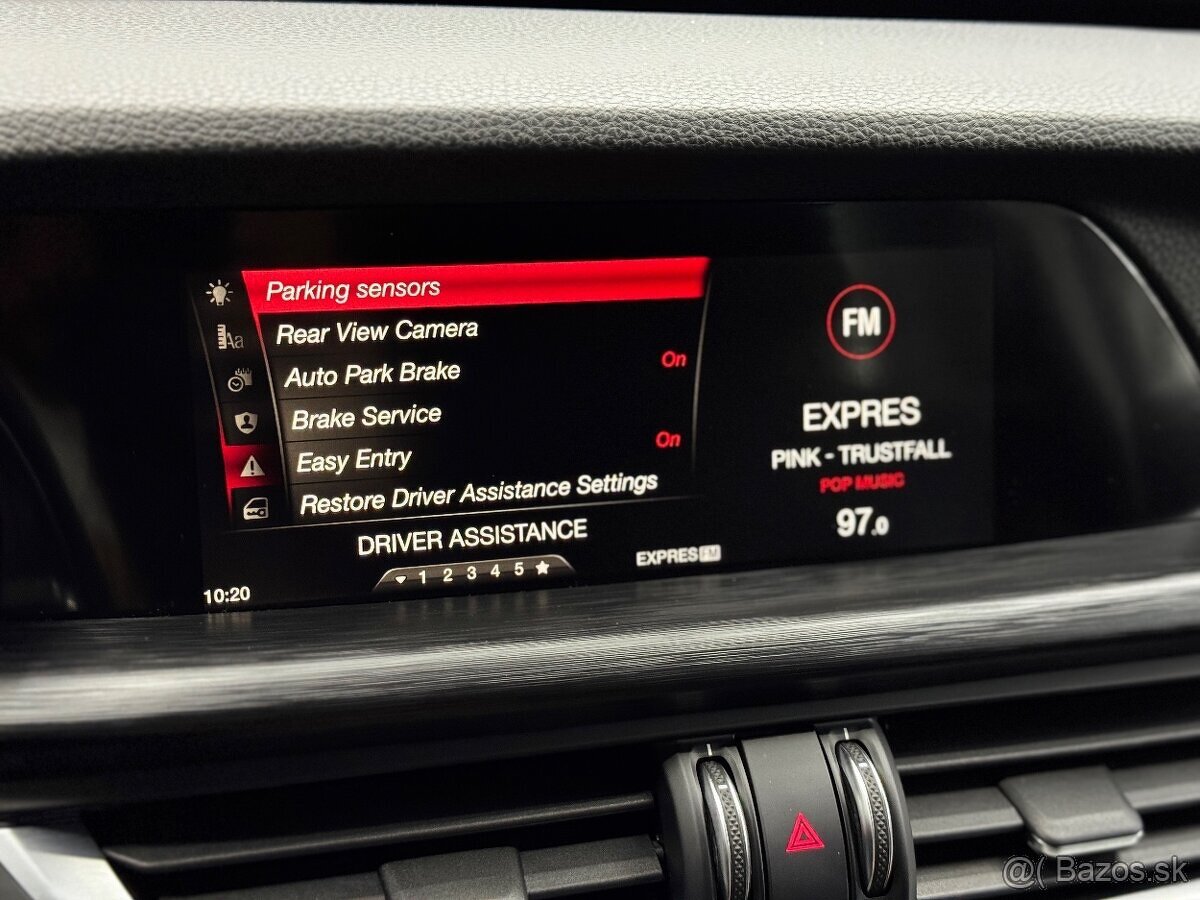 Parking sensors
Rear View Camera
Auto Park Brake On
Brake Service
Easy Entry On
Restore Driver Assistance Settings
DRIVER ASSISTANCE
1 2 3 4 5
10:20
Aa
EXPRES FM
FM
EXPRES
PINK - TRUSTFALL
POP MUSIC
97.0
@( Bazos.sk